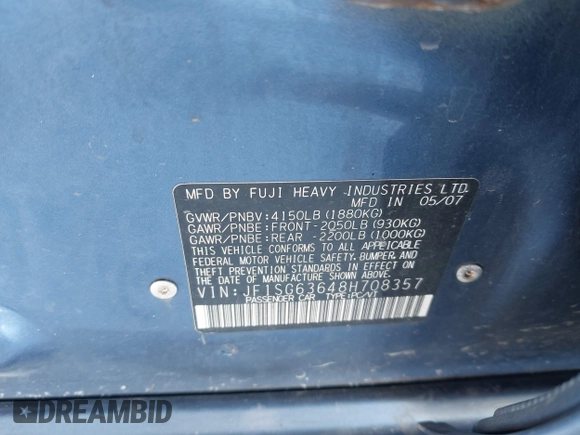 MFD BY FUJI HEAVY INDUSTRIES LTD.
MFD IN 05/07
GVWR/PNBV:4150LB(1880KG)
GAWR/PNBE:FRONT-2050LB(930KG)
GAWR/PNBE:REAR -2200LB(1000KG)
THIS VEHICLE CONFORMS TO ALL APPLICABLE
FEDERAL MOTOR VEHICLE SAFETY, BUMPER,AND
THEFT PREVENTION STANDARDS IN EFFECT ON
THE DATE OF MANUFACTURE SHOWN ABOVE.
VIN:JF1SG63648H708357
PASSENGER CAR TYPE:PC/VT
DREAMBID